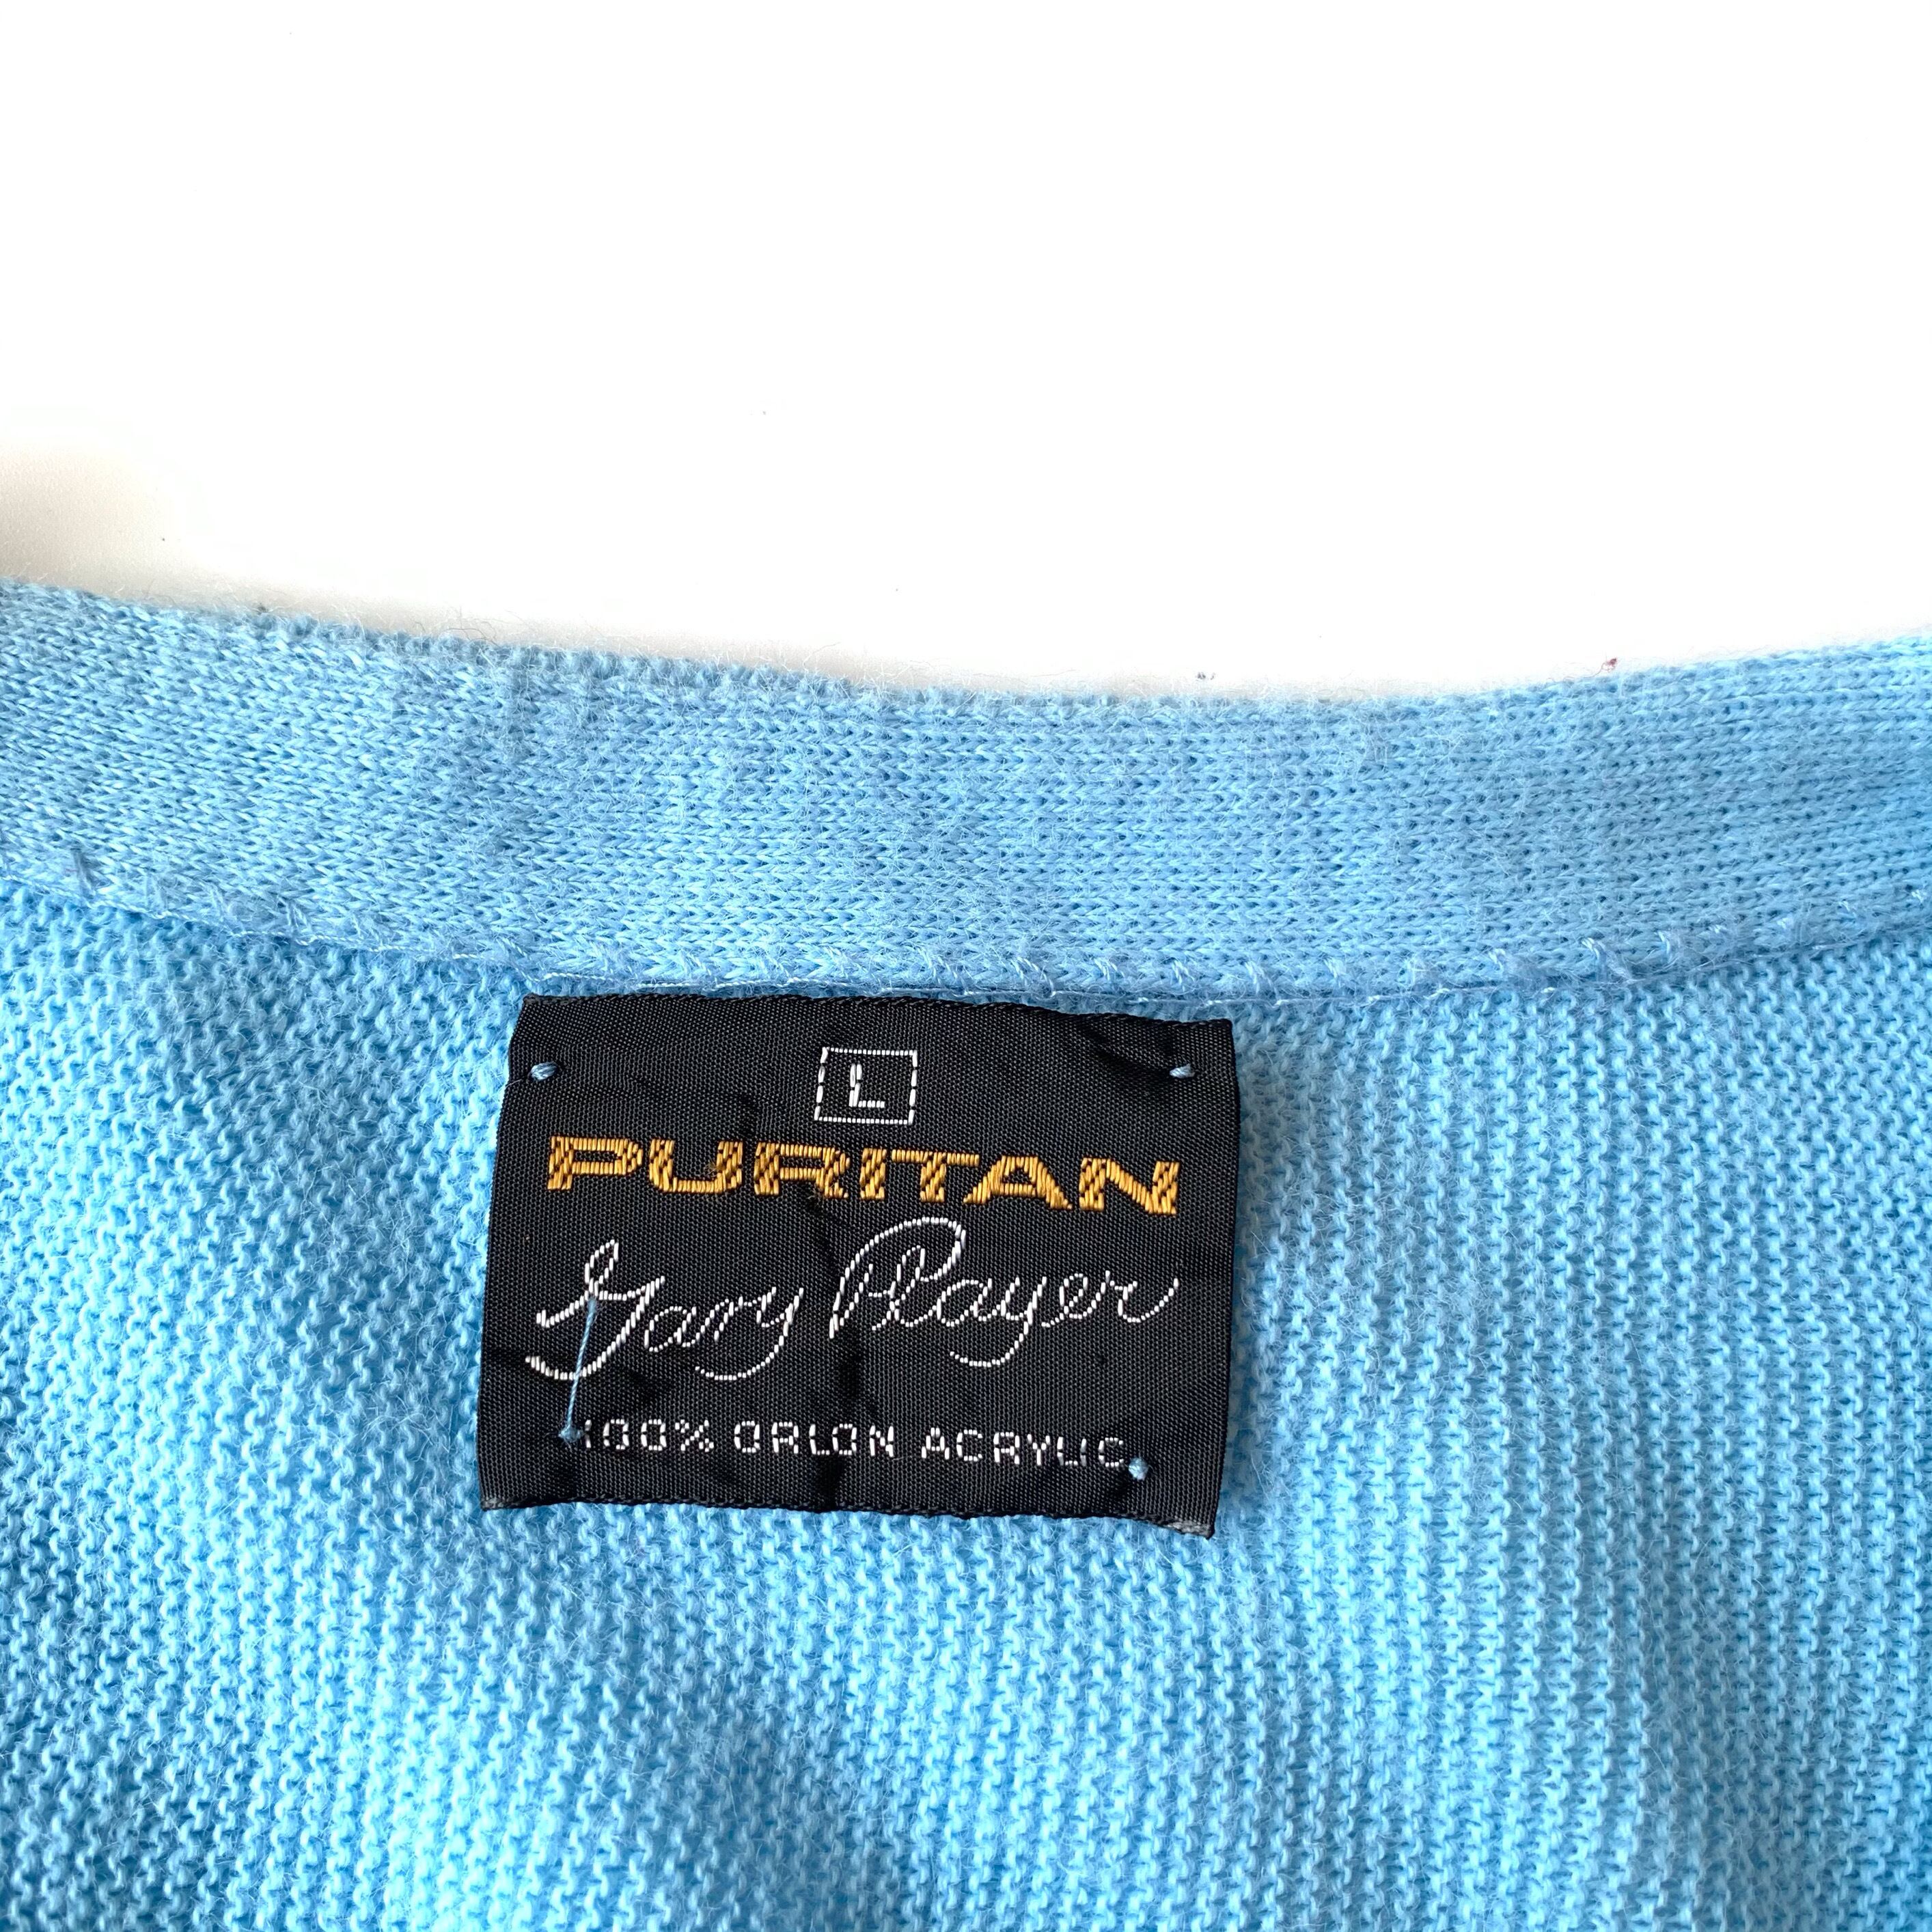 L
PURITAN
Gary Player
100% ORLON ACRYLIC